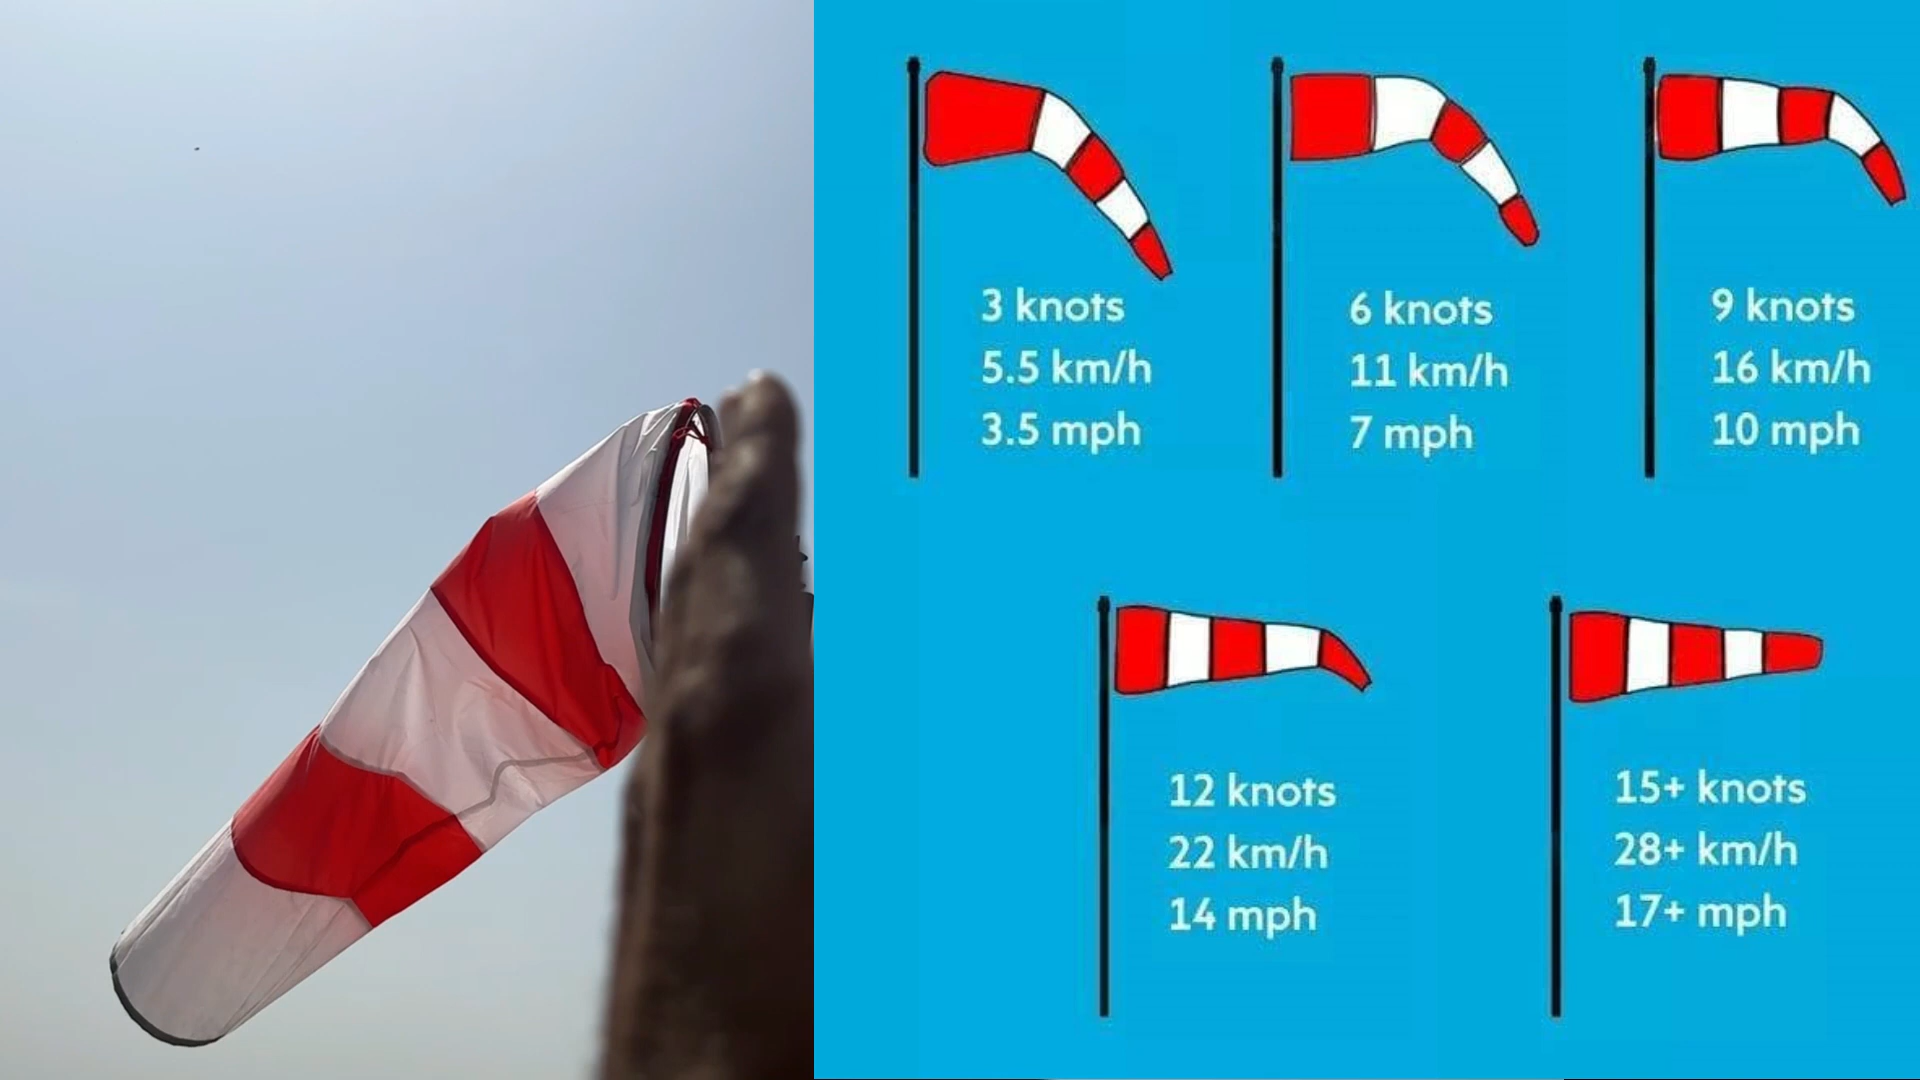 3 knots
5.5 km/h
3.5 mph
6 knots
11 km/h
7 mph
9 knots
16 km/h
10 mph
12 knots
22 km/h
14 mph
15+ knots
28+ km/h
17+ mph